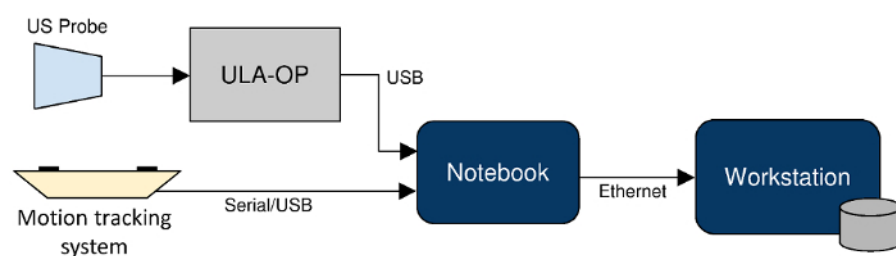 US Probe
ULA-OP
USB
Notebook
Ethernet
Workstation
Serial/USB
Motion tracking
system